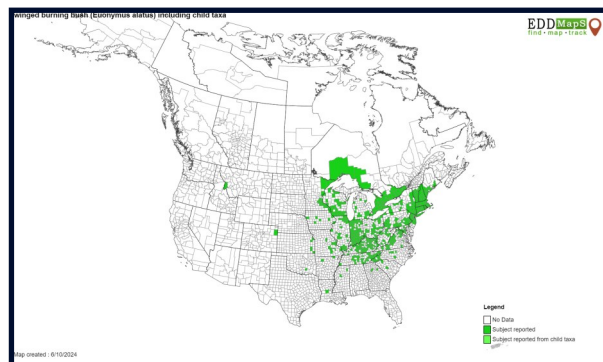 winged burning bush (Euonymus alatus) including child taxa
EDDMapS
find • map • track
Legend
No Data
Subject reported
Subject reported from child taxa
Map created : 6/10/2024